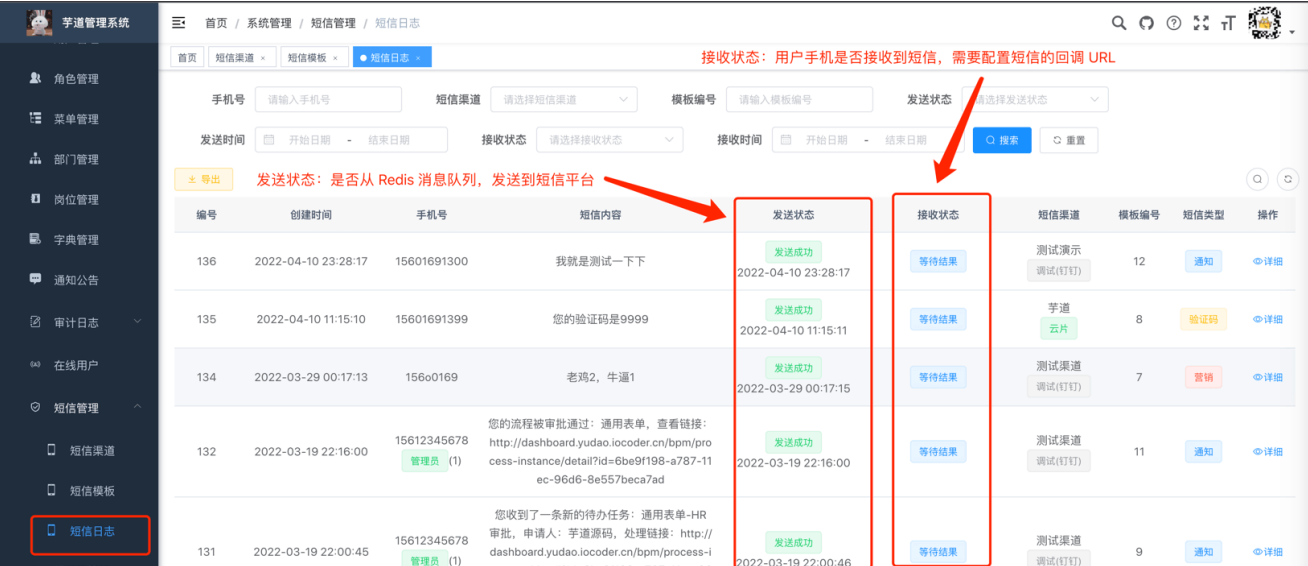 芋道管理系统
首页 / 系统管理 / 短信管理 / 短信日志
首页
短信渠道 ×
短信模板 ×
短信日志 ×
接收状态：用户手机是否接收到短信，需要配置短信的回调 URL
角色管理
菜单管理
部门管理
岗位管理
字典管理
通知公告
审计日志
在线用户
短信管理
短信渠道
短信模板
短信日志
手机号 请输入手机号 短信渠道 请选择短信渠道 模板编号 请输入模板编号 发送状态 请选择发送状态
发送时间 开始日期 - 结束日期 接收状态 请选择接收状态 接收时间 开始日期 - 结束日期 搜索 重置
导出
发送状态：是否从 Redis 消息队列，发送到短信平台
编号 创建时间 手机号 短信内容 发送状态 接收状态 短信渠道 模板编号 短信类型 操作
136 2022-04-10 23:28:17 15601691300 我就是测试一下下 发送成功 等待结果 测试演示 12 通知 详细
2022-04-10 23:28:17 调试(钉钉)
135 2022-04-10 11:15:10 15601691399 您的验证码是9999 发送成功 等待结果 芋道 8 验证码 详细
2022-04-10 11:15:11 云片
134 2022-03-29 00:17:13 156o0169 老鸡2，牛逼1 发送成功 等待结果 测试渠道 7 营销 详细
2022-03-29 00:17:15 调试(钉钉)
您的流程被审批通过：通用表单，查看链接：
132 2022-03-19 22:16:00 15612345678 http://dashboard.yudao.iocoder.cn/bpm/pro 发送成功 等待结果 测试渠道 11 通知 详细
管理员 (1) cess-instance/detail?id=6be9f198-a787-11 2022-03-19 22:16:00 调试(钉钉)
ec-96d6-8e557beca7ad
您收到了一条新的待办任务：通用表单-HR
审批，申请人：芋道源码，处理链接：http://
131 2022-03-19 22:00:45 15612345678 dashboard.yudao.iocoder.cn/bpm/process-i 发送成功 等待结果 测试渠道 9 通知 详细
管理员 (1) 2022-03-19 22:00:46 调试(钉钉)